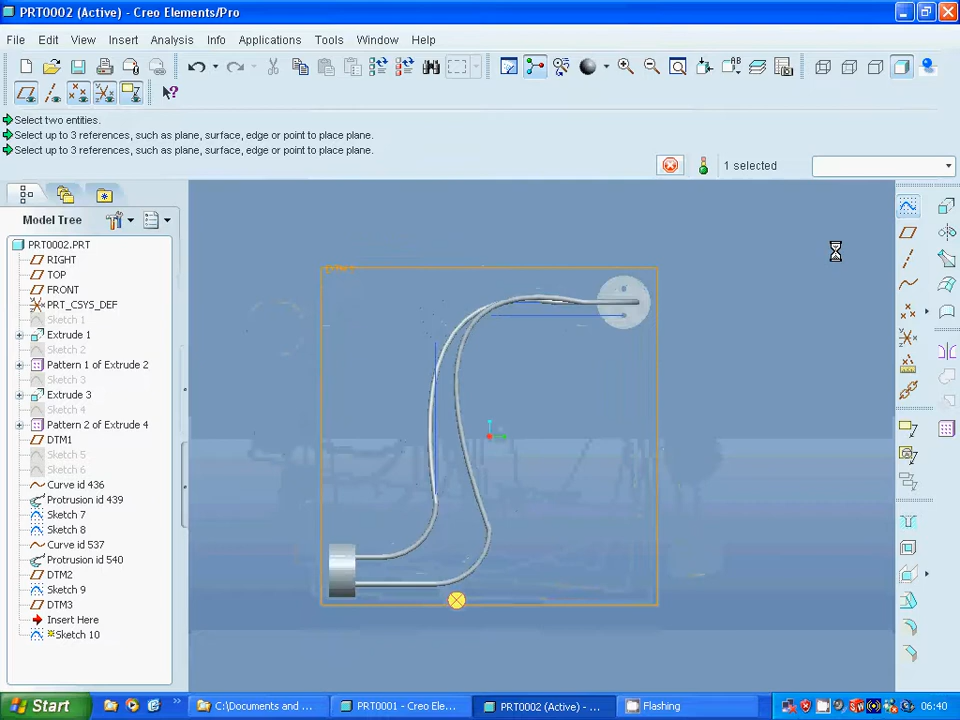 PRT0002 (Active) - Creo Elements/Pro
File Edit View Insert Analysis Info Applications Tools Window Help
Select two entities.
Select up to 3 references, such as plane, surface, edge or point to place plane.
Select up to 3 references, such as plane, surface, edge or point to place plane.
1 selected
Model Tree
PRT0002.PRT
RIGHT
TOP
FRONT
PRT_CSYS_DEF
Sketch 1
Extrude 1
Sketch 2
Pattern 1 of Extrude 2
Sketch 3
Extrude 3
Sketch 4
Pattern 2 of Extrude 4
DTM1
Sketch 5
Sketch 6
Curve id 436
Protrusion id 439
Sketch 7
Sketch 8
Curve id 537
Protrusion id 540
DTM2
Sketch 9
DTM3
Insert Here
Sketch 10
Start
C:\Documents and ...
PRT0001 - Creo Ele...
PRT0002 (Active) - ...
Flashing
06:40